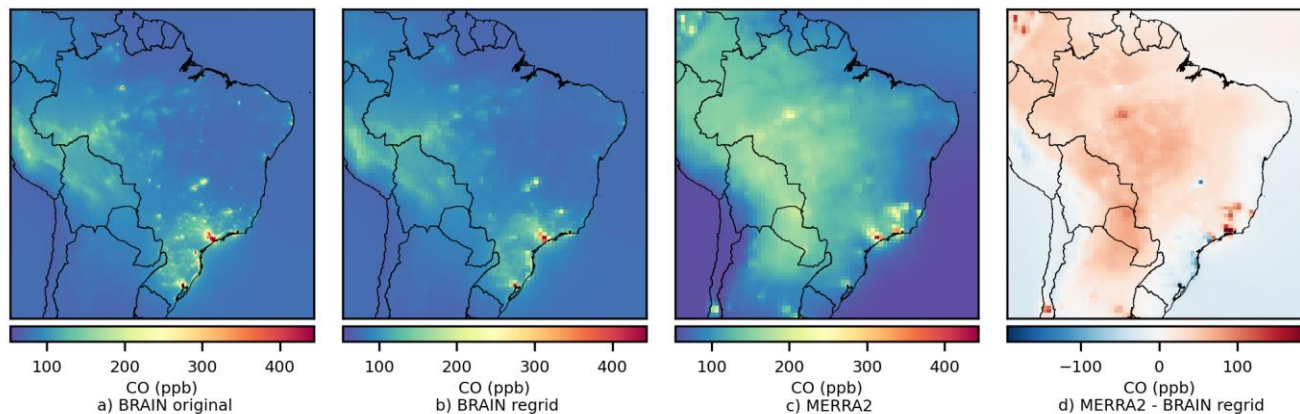 100 200 300 400
CO (ppb)
a) BRAIN original
100 200 300 400
CO (ppb)
b) BRAIN regrid
100 200 300 400
CO (ppb)
c) MERRA2
−100 0 100
CO (ppb)
d) MERRA2 - BRAIN regrid